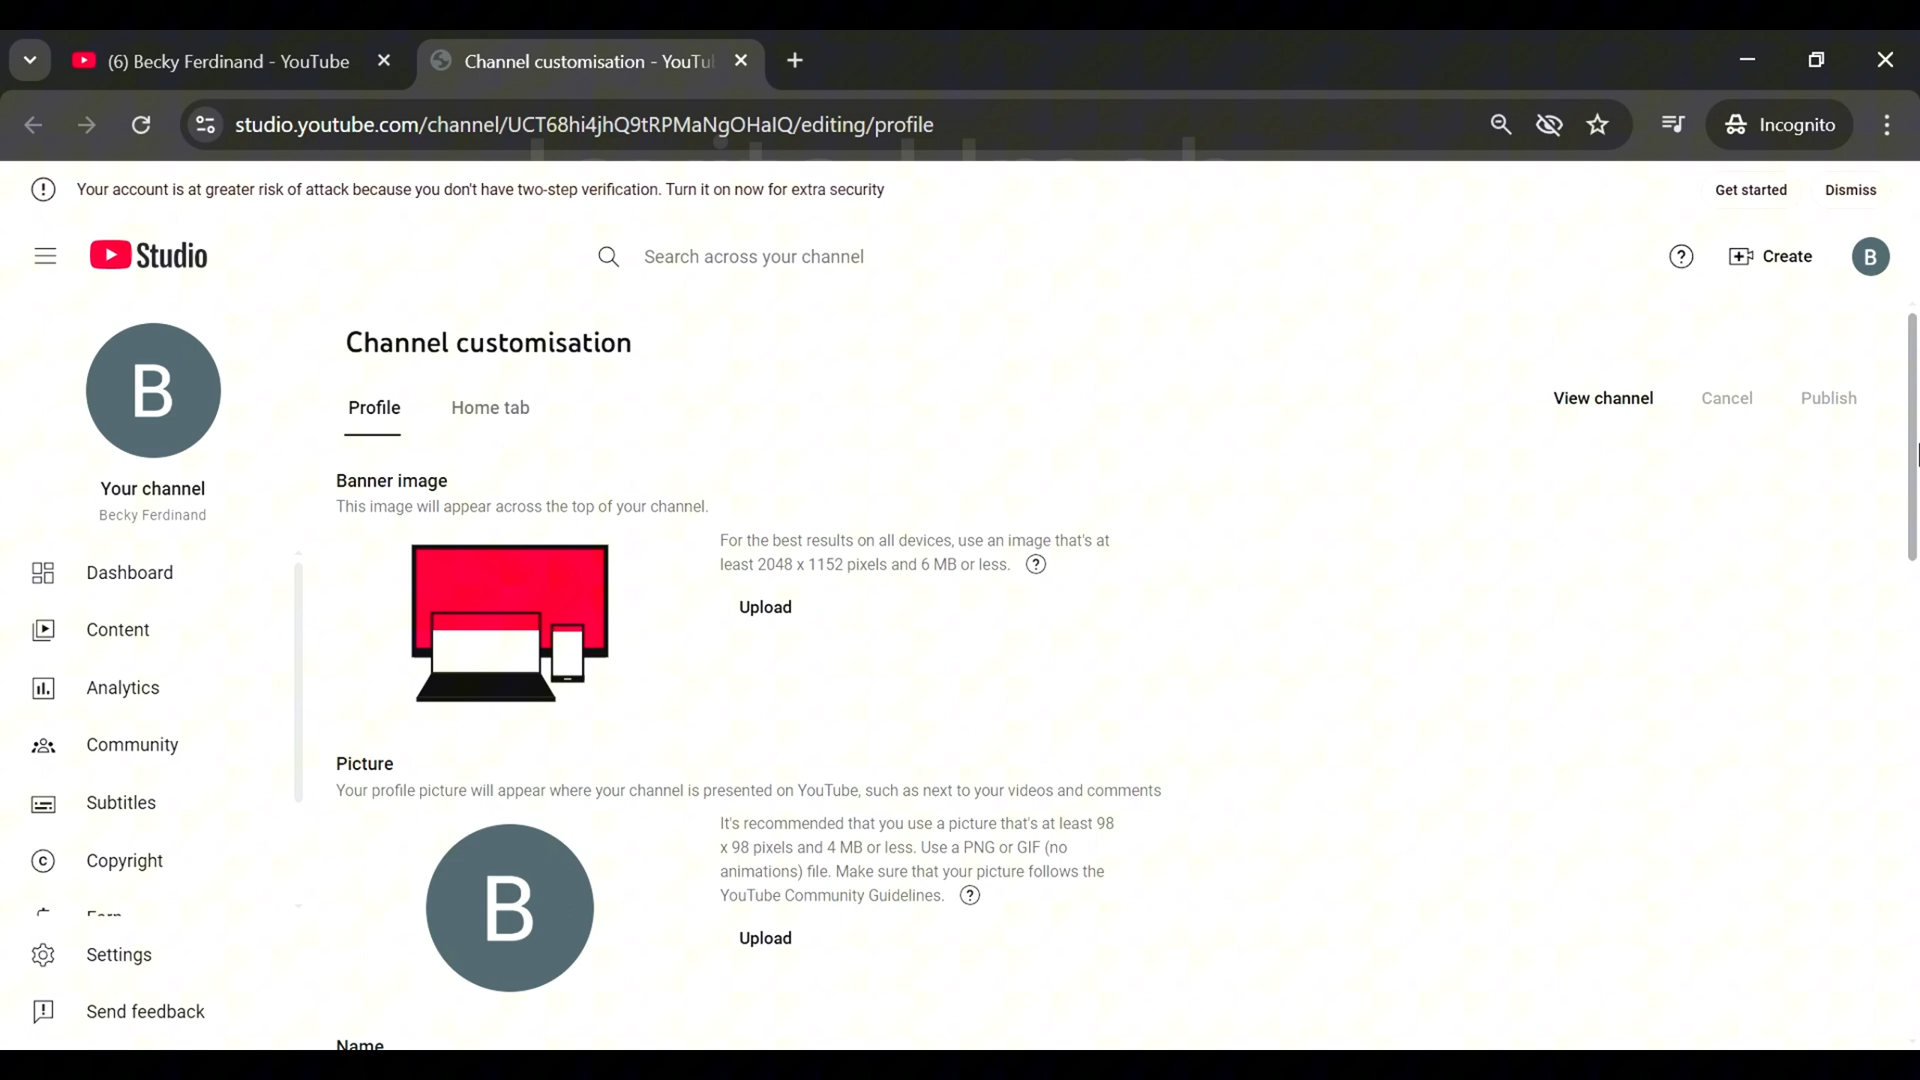 (6) Becky Ferdinand - YouTube
Channel customisation - YouTu
studio.youtube.com/channel/UCT68hi4jhQ9tRPMaNgOHaIQ/editing/profile
Incognito
Your account is at greater risk of attack because you don't have two-step verification. Turn it on now for extra security
Get started
Dismiss
Studio
Search across your channel
Create
B
B
Your channel
Becky Ferdinand
Dashboard
Content
Analytics
Community
Subtitles
Copyright
Earn
Settings
Send feedback
Channel customisation
Profile
Home tab
View channel
Cancel
Publish
Banner image
This image will appear across the top of your channel.
For the best results on all devices, use an image that's at
least 2048 x 1152 pixels and 6 MB or less.
Upload
Picture
Your profile picture will appear where your channel is presented on YouTube, such as next to your videos and comments
B
It's recommended that you use a picture that's at least 98
x 98 pixels and 4 MB or less. Use a PNG or GIF (no
animations) file. Make sure that your picture follows the
YouTube Community Guidelines.
Upload
Name